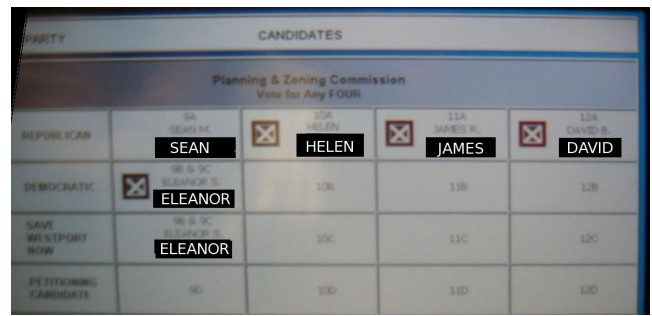 PARTY CANDIDATES
Planning & Zoning Commission
Vote for Any FOUR
REPUBLICAN
9A
SEAN M.
SEAN
10A
HELEN
HELEN
11A
JAMES R.
JAMES
12A
DAVID B.
DAVID
DEMOCRATIC
9B & 9C
ELEANOR S.
ELEANOR
10B
11B
12B
SAVE
WESTPORT
NOW
9B & 9C
ELEANOR S.
ELEANOR
10C
11C
12C
PETITIONING
CANDIDATE
9D
10D
11D
12D